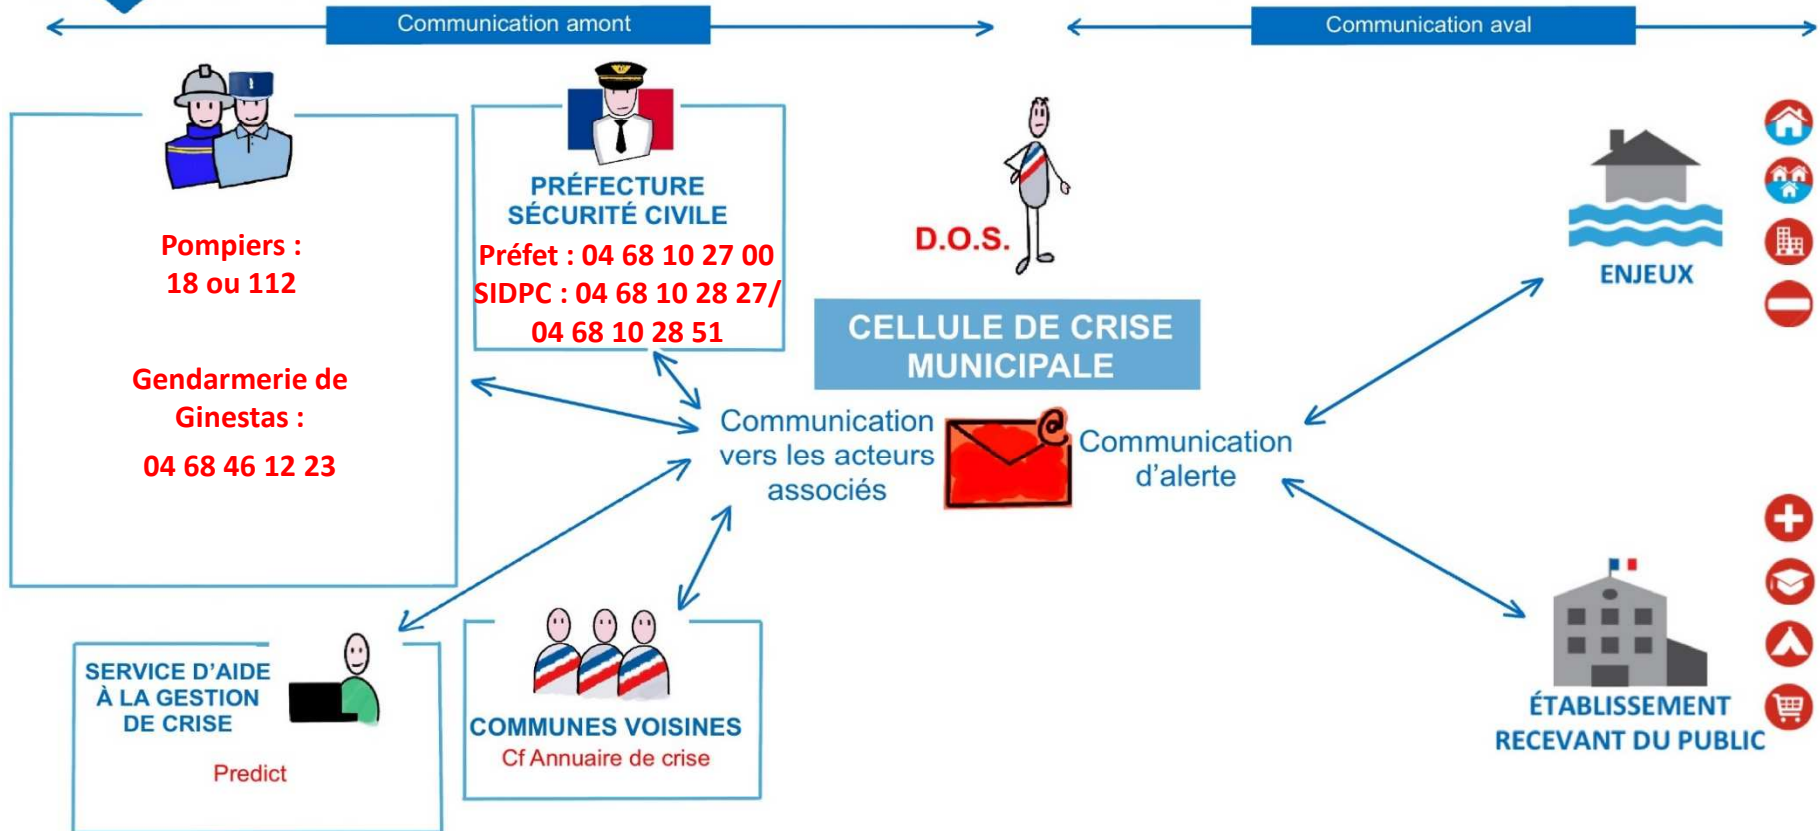 Communication amont
Communication aval
Pompiers :
18 ou 112
Gendarmerie de
Ginestas :
04 68 46 12 23
PRÉFECTURE
SÉCURITÉ CIVILE
Préfet : 04 68 10 27 00
SIDPC : 04 68 10 28 27/
04 68 10 28 51
D.O.S.
CELLULE DE CRISE
MUNICIPALE
Communication
vers les acteurs
associés
@
Communication
d'alerte
ENJEUX
SERVICE D'AIDE
À LA GESTION
DE CRISE
Predict
COMMUNES VOISINES
Cf Annuaire de crise
ÉTABLISSEMENT
RECEVANT DU PUBLIC